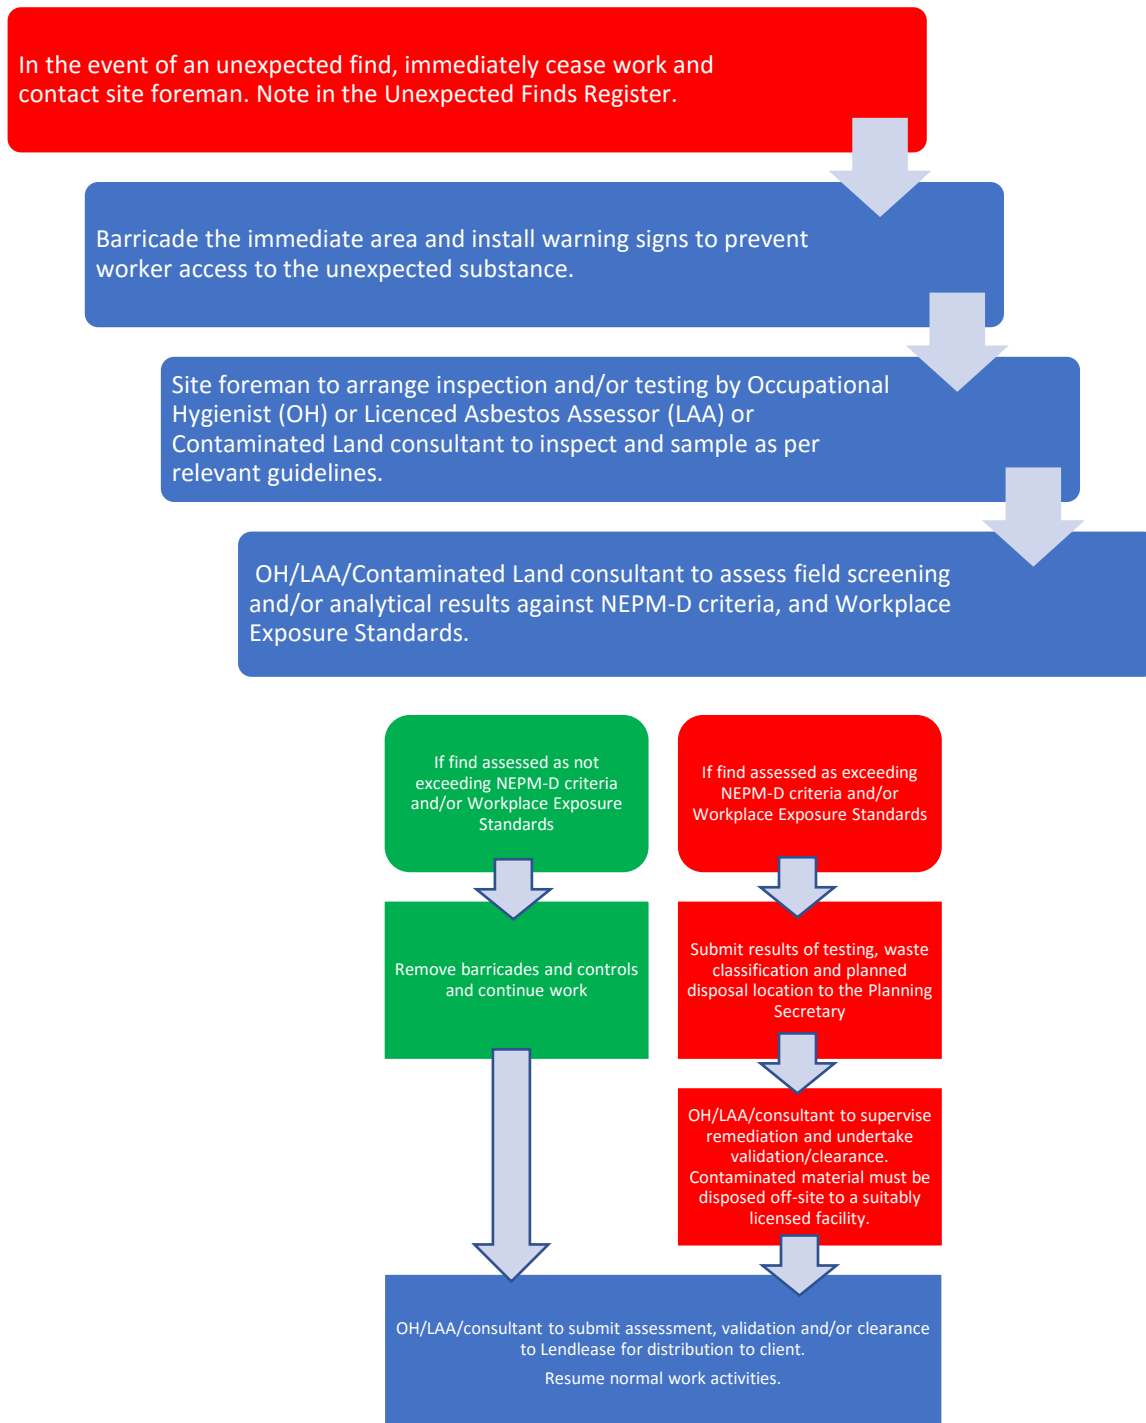 In the event of an unexpected find, immediately cease work and
contact site foreman. Note in the Unexpected Finds Register.
Barricade the immediate area and install warning signs to prevent
worker access to the unexpected substance.
Site foreman to arrange inspection and/or testing by Occupational
Hygienist (OH) or Licenced Asbestos Assessor (LAA) or
Contaminated Land consultant to inspect and sample as per
relevant guidelines.
OH/LAA/Contaminated Land consultant to assess field screening
and/or analytical results against NEPM-D criteria, and Workplace
Exposure Standards.
If find assessed as not
exceeding NEPM-D criteria
and/or Workplace Exposure
Standards
Remove barricades and controls
and continue work
If find assessed as exceeding
NEPM-D criteria and/or
Workplace Exposure Standards
Submit results of testing, waste
classification and planned
disposal location to the Planning
Secretary
OH/LAA/consultant to supervise
remediation and undertake
validation/clearance.
Contaminated material must be
disposed off-site to a suitably
licensed facility.
OH/LAA/consultant to submit assessment, validation and/or clearance
to Lendlease for distribution to client.
Resume normal work activities.